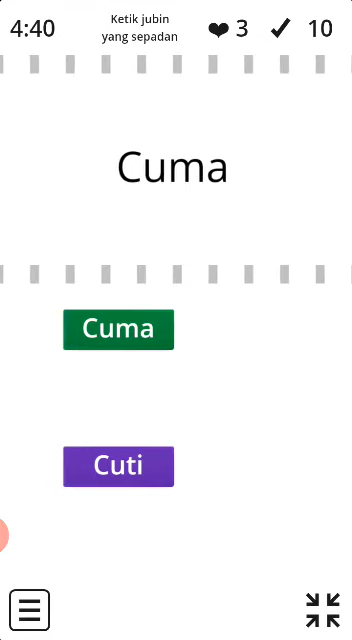 4:40
Ketik jubin
yang sepadan
3
10
Cuma
Cuma
Cuti